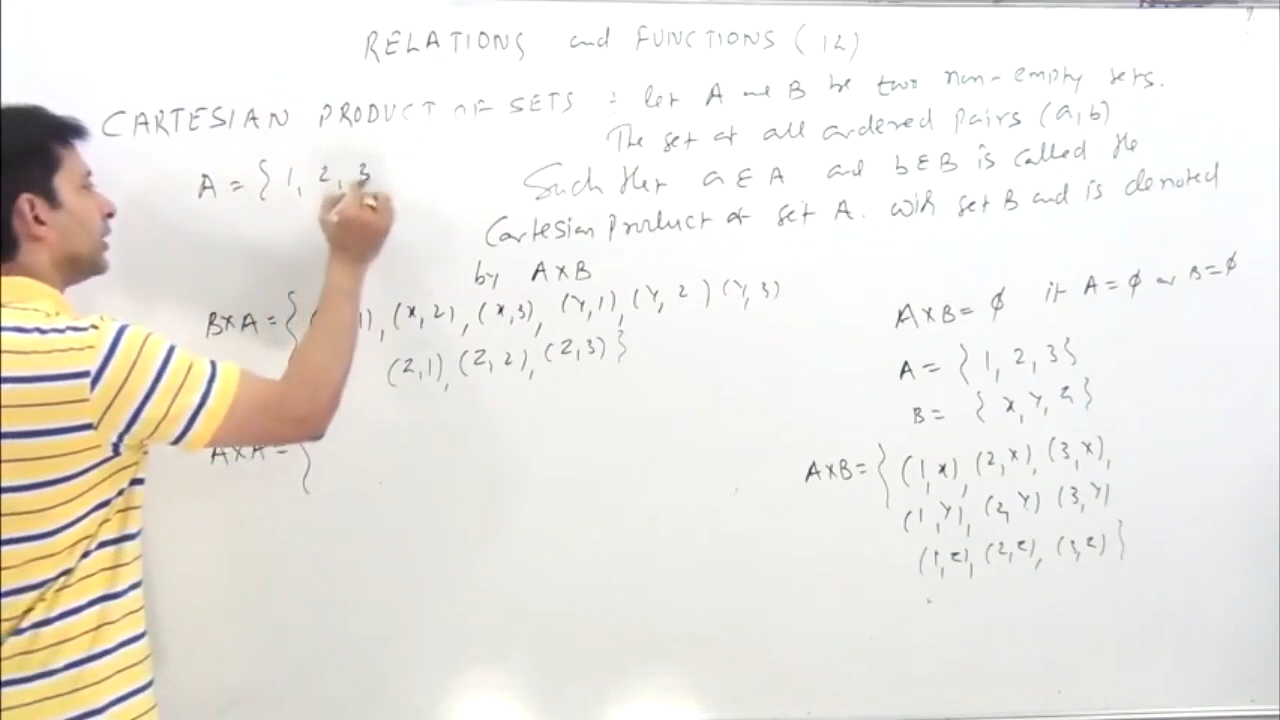 RELATIONS and FUNCTIONS (12)
CARTESIAN PRODUCT OF SETS : let A and B be two non-empty sets.
The set of all ordered pairs (a,b)
Such that a ∈ A and b ∈ B is called the
Cartesian product of set A. with set B and is denoted
by A×B
A = { 1, 2, 3
B×A = { 1), (X,2), (X,3), (Y,1) (Y,2) (Y,3)
(Z,1), (Z,2), (Z,3) }
A×A = {
A×B = ϕ if A = ϕ or B = ϕ
A = { 1, 2, 3 }
B = { X, Y, Z }
A×B = { (1,X), (2,X), (3,X),
(1,Y), (2,Y) (3,Y)
(1,Z), (2,Z), (3,Z) }